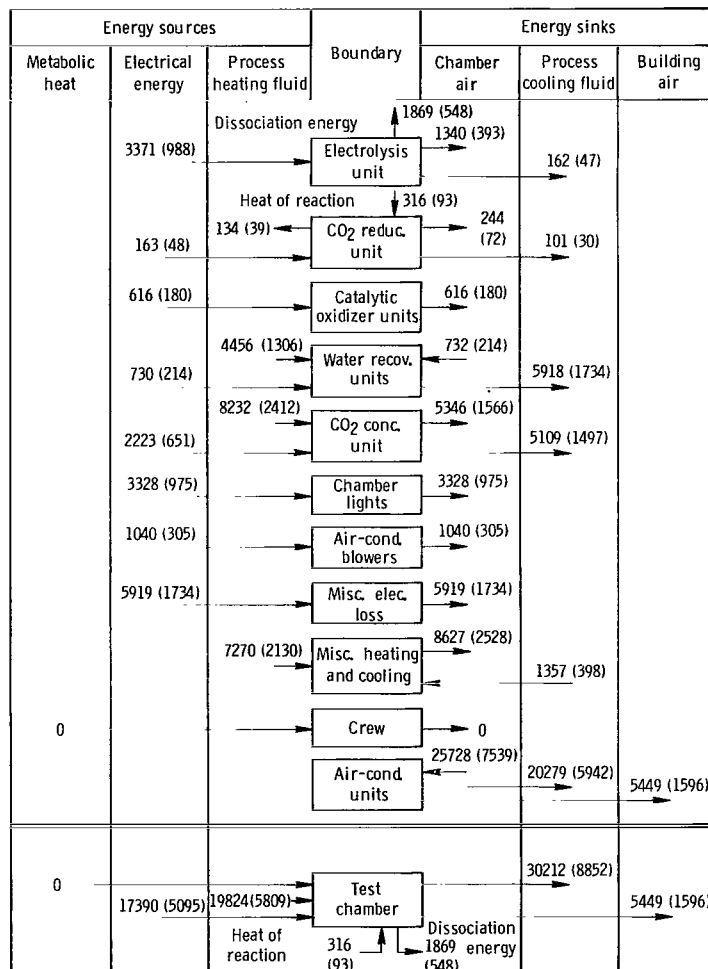 Energy sources
Energy sinks
Boundary
Metabolic heat
Electrical energy
Process heating fluid
Chamber air
Process cooling fluid
Building air
1869 (548)
Dissociation energy
1340 (393)
3371 (988)
Electrolysis unit
162 (47)
Heat of reaction
316 (93)
134 (39)
CO2 reduc. unit
244 (72)
163 (48)
101 (30)
616 (180)
Catalytic oxidizer units
616 (180)
4456 (1306)
Water recov. units
732 (214)
730 (214)
5918 (1734)
8232 (2412)
CO2 conc. unit
5346 (1566)
2223 (651)
5109 (1497)
3328 (975)
Chamber lights
3328 (975)
1040 (305)
Air-cond. blowers
1040 (305)
5919 (1734)
Misc. elec. loss
5919 (1734)
7270 (2130)
Misc. heating and cooling
8627 (2528)
1357 (398)
0
Crew
0
25728 (7539)
Air-cond. units
20279 (5942)
5449 (1596)
30212 (8852)
0
Test chamber
17390 (5095)
19824 (5809)
5449 (1596)
Heat of reaction
316 (93)
Dissociation energy
1869 (548)